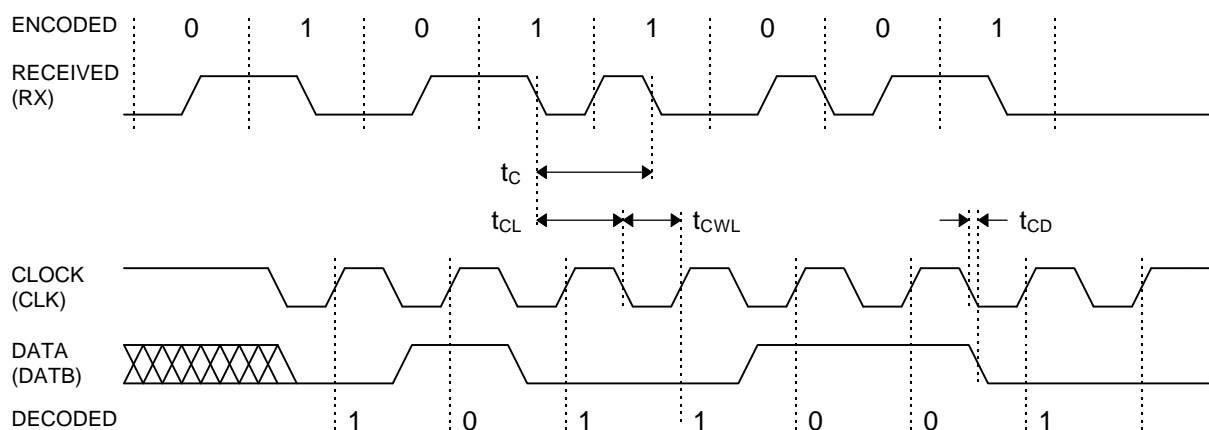 ENCODED 0 1 0 1 1 0 0 1
RECEIVED
(RX)
tC
tCL tCWL tCD
CLOCK
(CLK)
DATA
(DATB)
DECODED 1 0 1 1 0 0 1